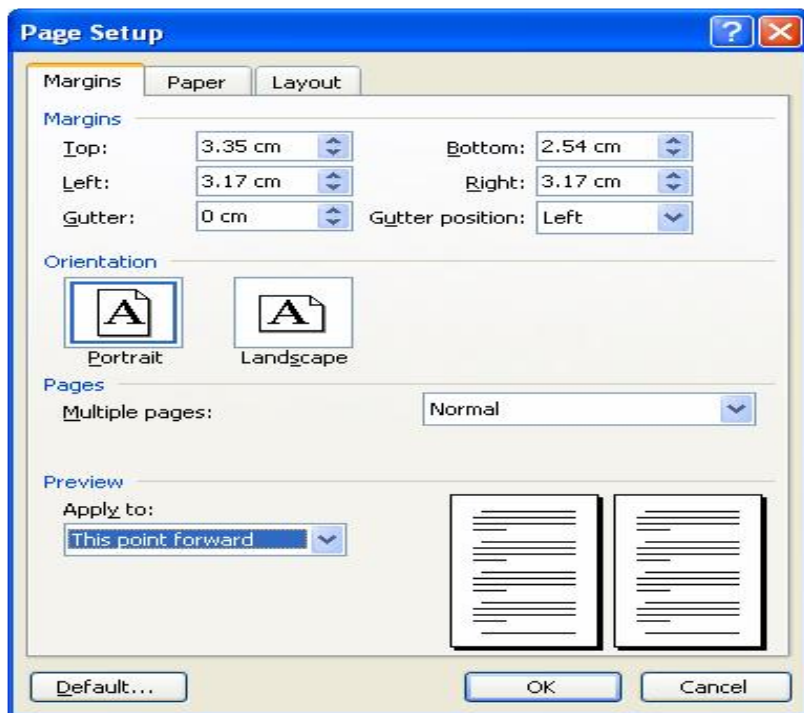 Page Setup
Margins Paper Layout
Margins
Top: 3.35 cm Bottom: 2.54 cm
Left: 3.17 cm Right: 3.17 cm
Gutter: 0 cm Gutter position: Left
Orientation
A A
Portrait Landscape
Pages
Multiple pages: Normal
Preview
Apply to:
This point forward
Default... OK Cancel